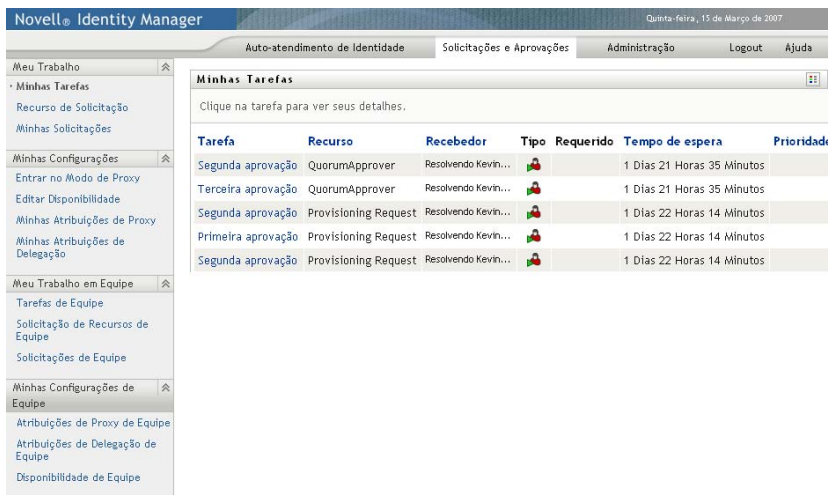 Novell® Identity Manager
Quinta-feira, 15 de Março de 2007
Auto-atendimento de Identidade Solicitações e Aprovações Administração Logout Ajuda
Meu Trabalho
Minhas Tarefas
Recurso de Solicitação
Minhas Solicitações
Minhas Configurações
Entrar no Modo de Proxy
Editar Disponibilidade
Minhas Atribuições de Proxy
Minhas Atribuições de
Delegação
Meu Trabalho em Equipe
Tarefas de Equipe
Solicitação de Recursos de
Equipe
Solicitações de Equipe
Minhas Configurações de
Equipe
Atribuições de Proxy de Equipe
Atribuições de Delegação de
Equipe
Disponibilidade de Equipe
Minhas Tarefas
Clique na tarefa para ver seus detalhes.
Tarefa Recurso Recebedor Tipo Requerido Tempo de espera Prioridade
Segunda aprovação QuorumApprover Resolvendo Kevin... 1 Dias 21 Horas 35 Minutos
Terceira aprovação QuorumApprover Resolvendo Kevin... 1 Dias 21 Horas 35 Minutos
Segunda aprovação Provisioning Request Resolvendo Kevin... 1 Dias 22 Horas 14 Minutos
Primeira aprovação Provisioning Request Resolvendo Kevin... 1 Dias 22 Horas 14 Minutos
Segunda aprovação Provisioning Request Resolvendo Kevin... 1 Dias 22 Horas 14 Minutos